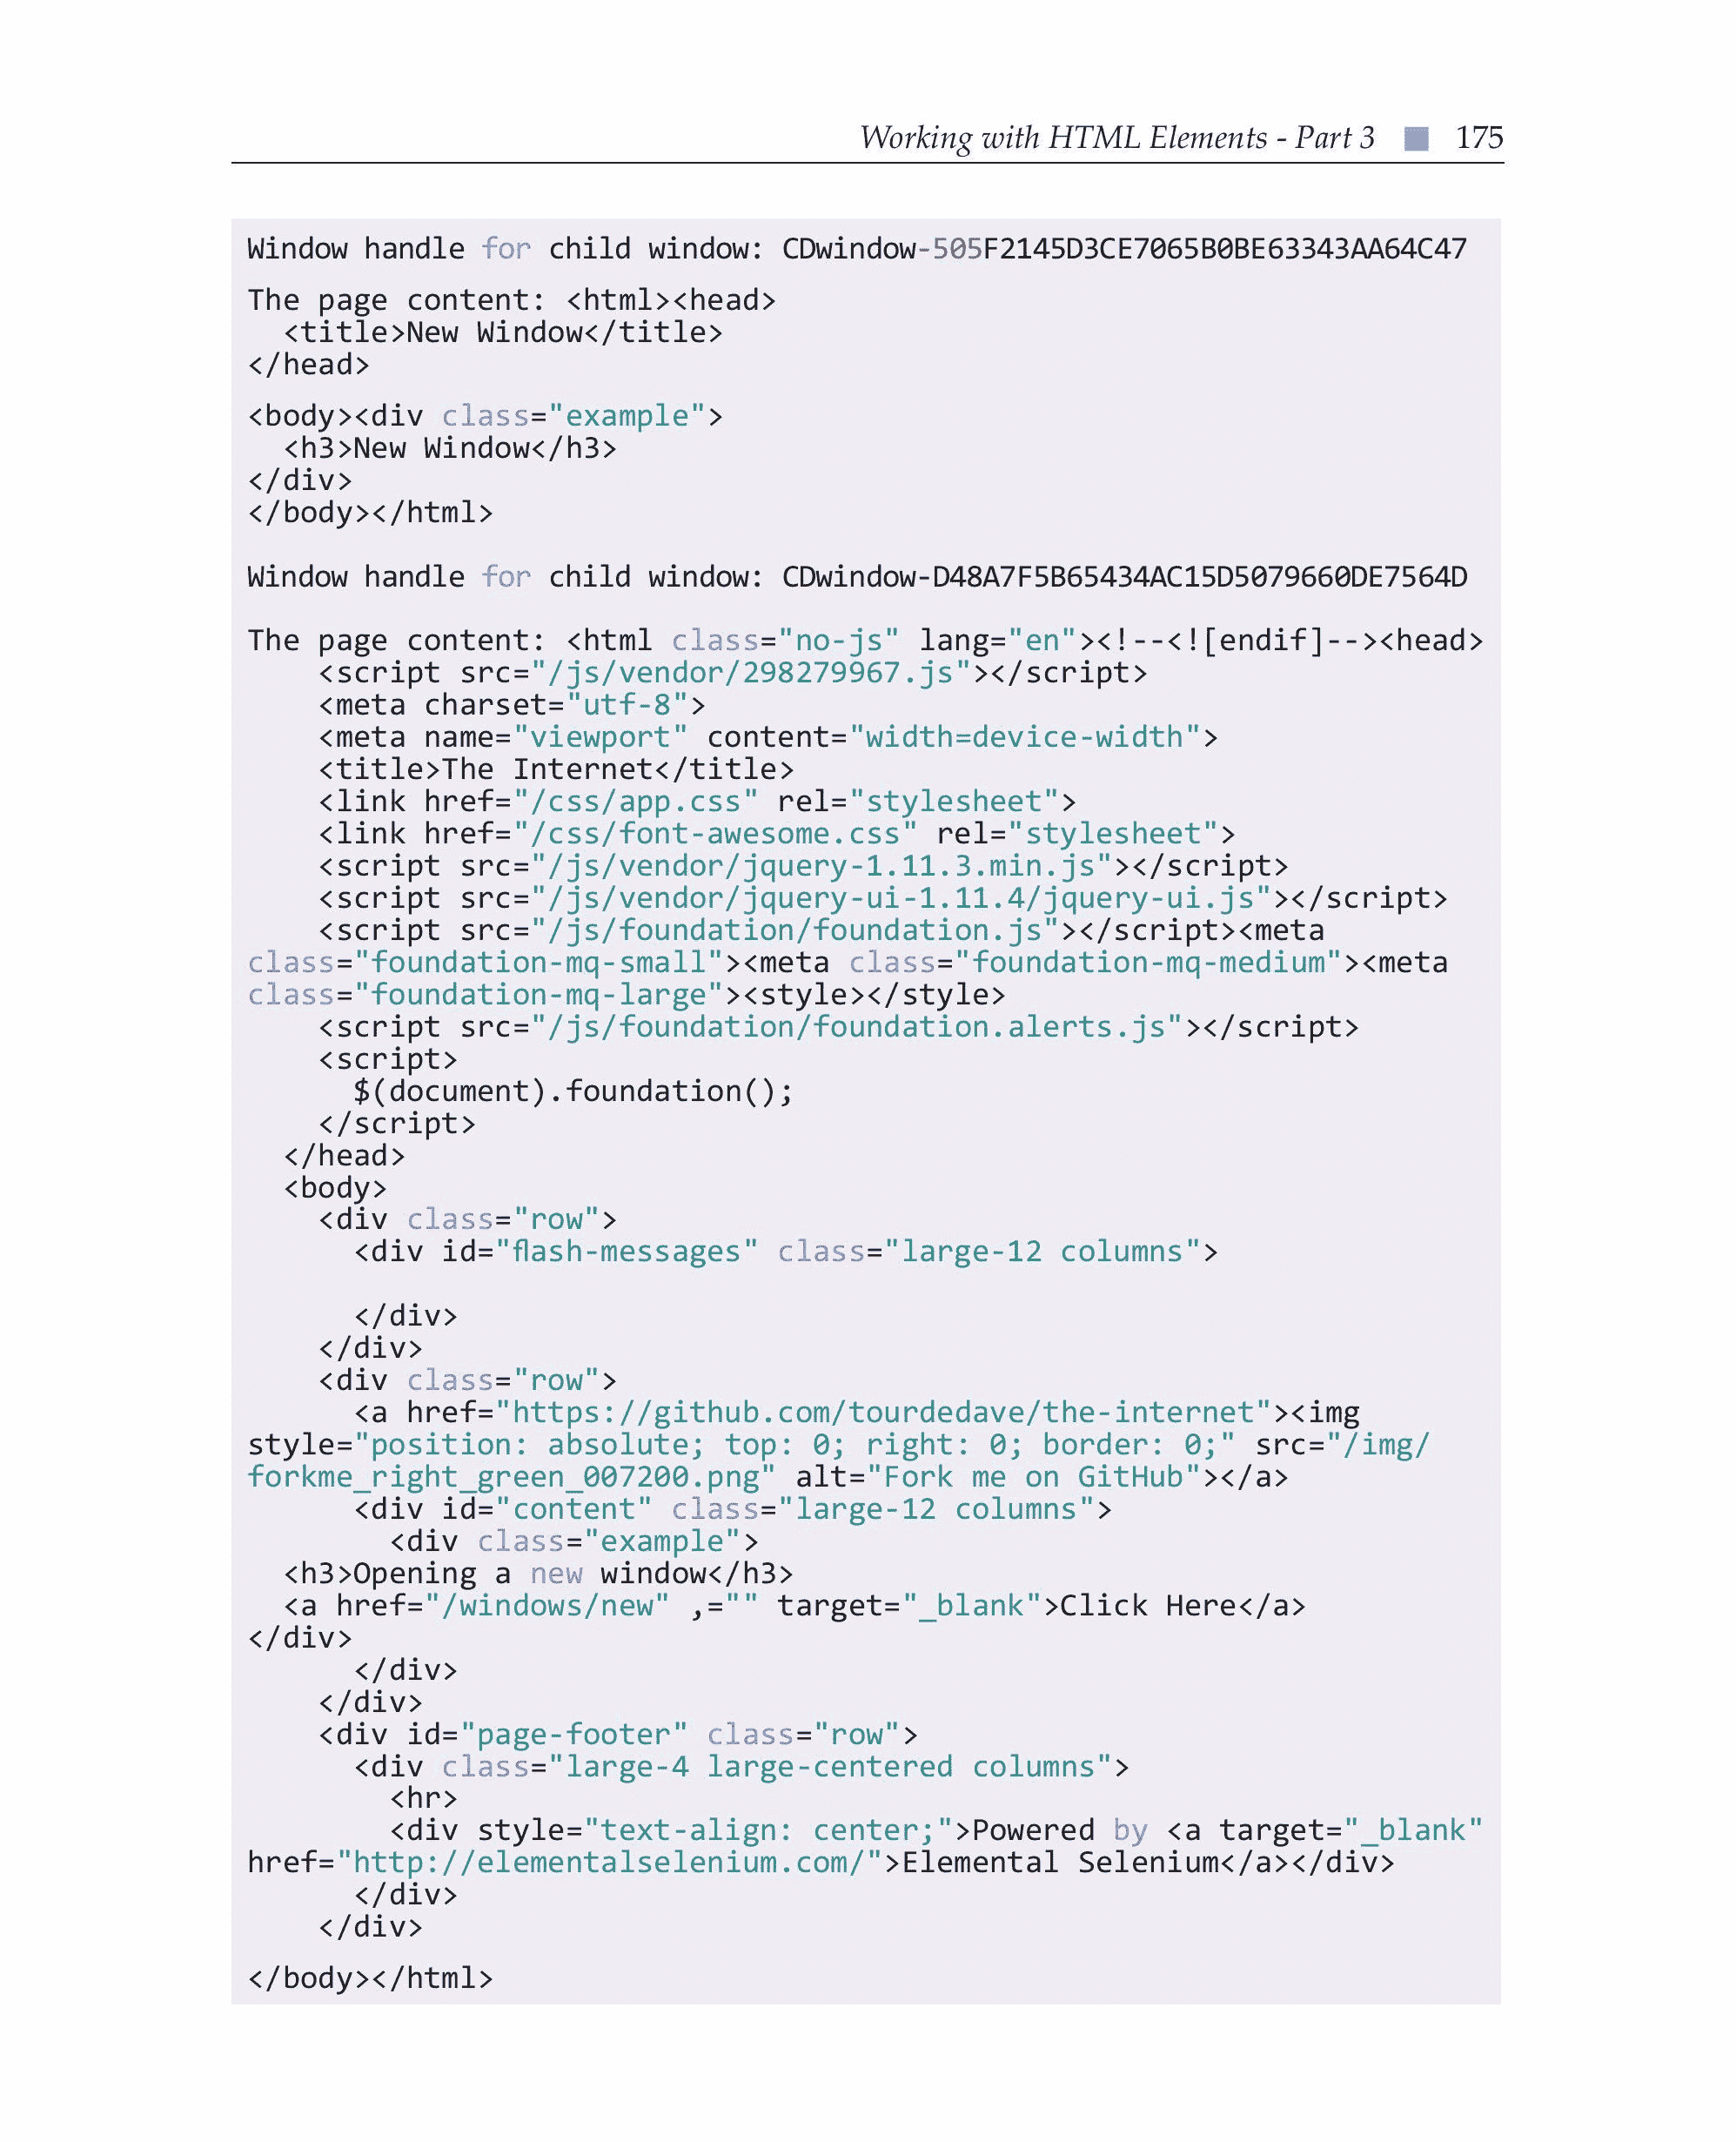 Working with HTML Elements - Part 3 ■ 175
Window handle for child window: CDwindow-505F2145D3CE7065B0BE63343AA64C47
The page content: <html><head>
  <title>New Window</title>
</head>
<body><div class="example">
  <h3>New Window</h3>
</div>
</body></html>
Window handle for child window: CDwindow-D48A7F5B65434AC15D5079660DE7564D
The page content: <html class="no-js" lang="en"><!--<![endif]--><head>
    <script src="/js/vendor/298279967.js"></script>
    <meta charset="utf-8">
    <meta name="viewport" content="width=device-width">
    <title>The Internet</title>
    <link href="/css/app.css" rel="stylesheet">
    <link href="/css/font-awesome.css" rel="stylesheet">
    <script src="/js/vendor/jquery-1.11.3.min.js"></script>
    <script src="/js/vendor/jquery-ui-1.11.4/jquery-ui.js"></script>
    <script src="/js/foundation/foundation.js"></script><meta
class="foundation-mq-small"><meta class="foundation-mq-medium"><meta
class="foundation-mq-large"><style></style>
    <script src="/js/foundation/foundation.alerts.js"></script>
    <script>
      $(document).foundation();
    </script>
  </head>
  <body>
    <div class="row">
      <div id="flash-messages" class="large-12 columns">
      </div>
    </div>
    <div class="row">
      <a href="https://github.com/tourdedave/the-internet"><img
style="position: absolute; top: 0; right: 0; border: 0;" src="/img/
forkme_right_green_007200.png" alt="Fork me on GitHub"></a>
      <div id="content" class="large-12 columns">
        <div class="example">
  <h3>Opening a new window</h3>
  <a href="/windows/new" ,="" target="_blank">Click Here</a>
</div>
      </div>
    </div>
    <div id="page-footer" class="row">
      <div class="large-4 large-centered columns">
        <hr>
        <div style="text-align: center;">Powered by <a target="_blank"
href="http://elementalselenium.com/">Elemental Selenium</a></div>
      </div>
    </div>
</body></html>